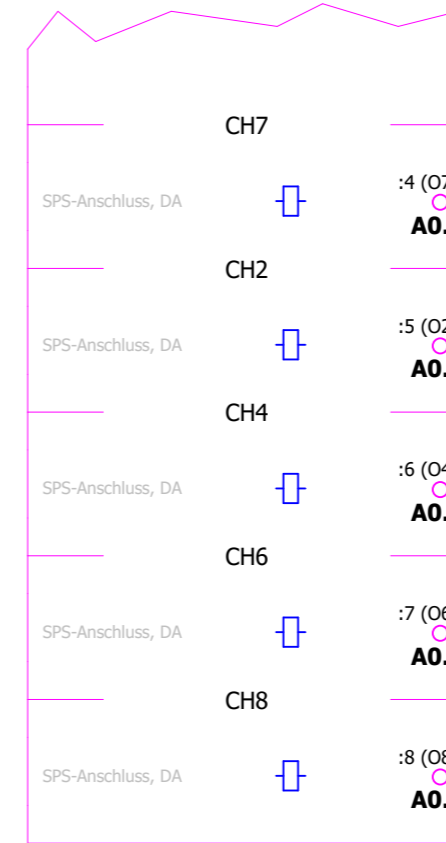 CH7
:4 (O7
SPS-Anschluss, DA
A0.
CH2
:5 (O2
SPS-Anschluss, DA
A0.
CH4
:6 (O4
SPS-Anschluss, DA
A0.
CH6
:7 (O6
SPS-Anschluss, DA
A0.
CH8
:8 (O8
SPS-Anschluss, DA
A0.